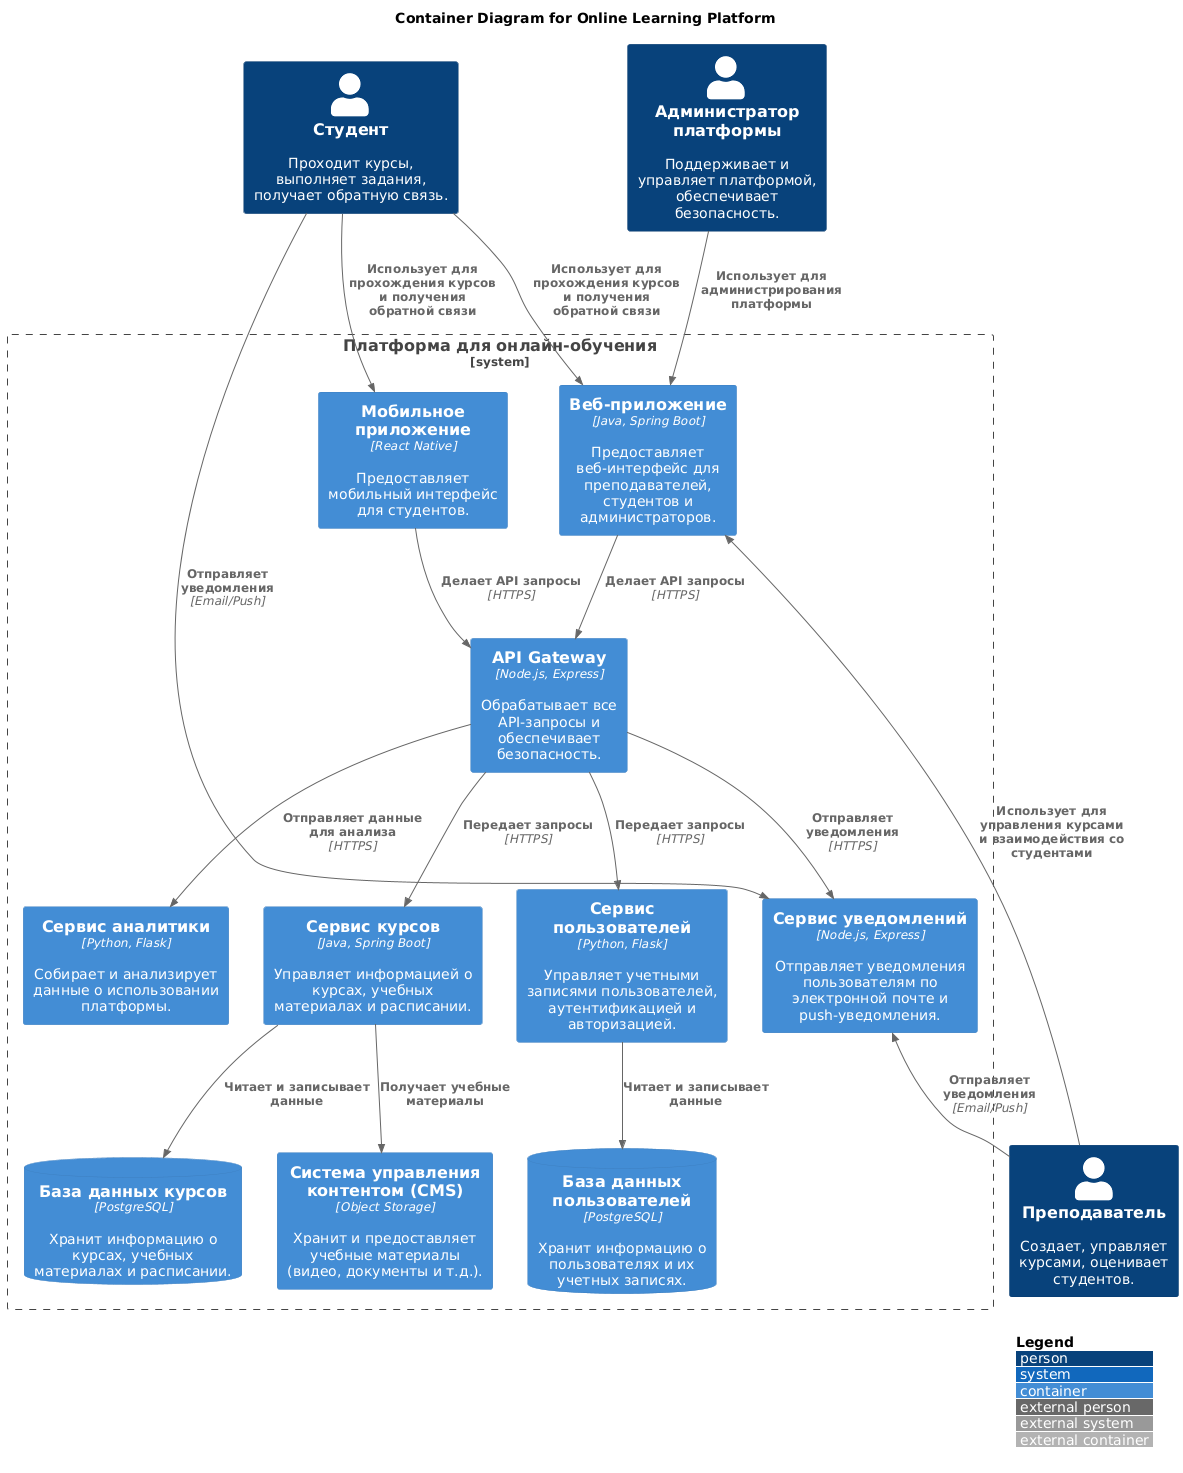 Container Diagram for Online Learning Platform
Студент
Проходит курсы,
выполняет задания,
получает обратную связь.
Администратор
платформы
Поддерживает и
управляет платформой,
обеспечивает
безопасность.
Использует для
прохождения курсов
и получения
обратной связи
Использует для
прохождения курсов
и получения
обратной связи
Использует для
администрирования
платформы
Платформа для онлайн-обучения
[system]
Мобильное
приложение
[React Native]
Предоставляет
мобильный интерфейс
для студентов.
Веб-приложение
[Java, Spring Boot]
Предоставляет
веб-интерфейс для
преподавателей,
студентов и
администраторов.
Отправляет
уведомления
[Email/Push]
Делает API запросы
[HTTPS]
Делает API запросы
[HTTPS]
API Gateway
[Node.js, Express]
Обрабатывает все
API-запросы и
обеспечивает
безопасность.
Отправляет данные
для анализа
[HTTPS]
Передает запросы
[HTTPS]
Передает запросы
[HTTPS]
Отправляет
уведомления
[HTTPS]
Использует для
управления курсами
и взаимодействия со
студентами
Сервис аналитики
[Python, Flask]
Собирает и анализирует
данные о использовании
платформы.
Сервис курсов
[Java, Spring Boot]
Управляет информацией о
курсах, учебных
материалах и расписании.
Сервис
пользователей
[Python, Flask]
Управляет учетными
записями пользователей,
аутентификацией и
авторизацией.
Сервис уведомлений
[Node.js, Express]
Отправляет уведомления
пользователям по
электронной почте и
push-уведомления.
Читает и записывает
данные
Получает учебные
материалы
Читает и записывает
данные
Отправляет
уведомления
[Email/Push]
База данных курсов
[PostgreSQL]
Хранит информацию о
курсах, учебных
материалах и расписании.
Система управления
контентом (CMS)
[Object Storage]
Хранит и предоставляет
учебные материалы
(видео, документы и т.д.).
База данных
пользователей
[PostgreSQL]
Хранит информацию о
пользователях и их
учетных записях.
Преподаватель
Создает, управляет
курсами, оценивает
студентов.
Legend
person
system
container
external person
external system
external container